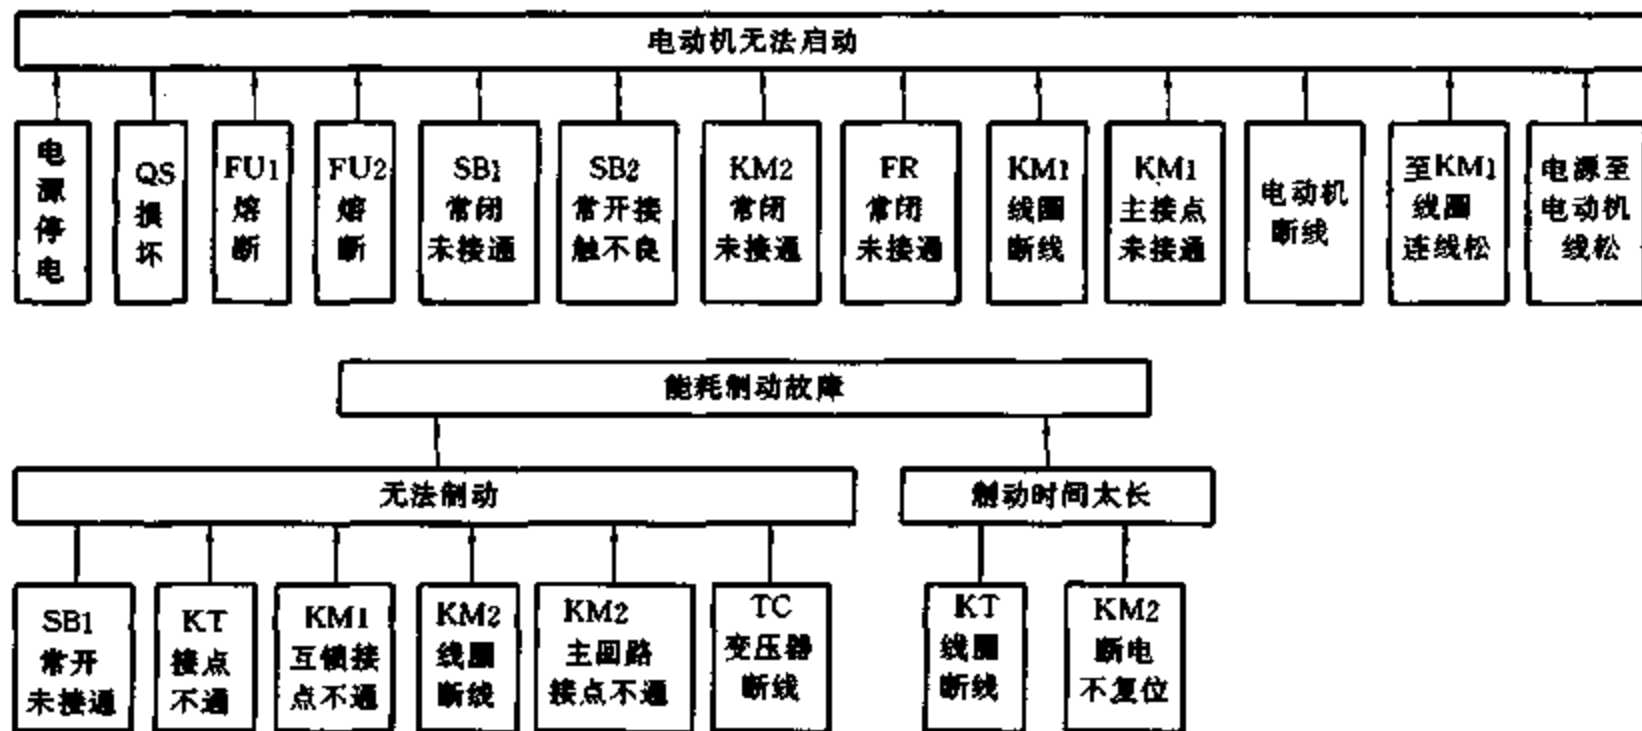 电动机无法启动
电
源
停
电
QS
损
坏
FU1
熔
断
FU2
熔
断
SB1
常闭
未接通
SB2
常开接
触不良
KM2
常闭
未接通
FR
常闭
未接通
KM1
线圈
断线
KM1
主接点
未接通
电动机
断线
至KM1
线圈
连线松
电源至
电动机
线松
能耗制动故障
无法制动
制动时间太长
SB1
常开
未接通
KT
接点
不通
KM1
互锁接
点不通
KM2
线圈
断线
KM2
主回路
接点不通
TC
变压器
断线
KT
线圈
断线
KM2
断电
不复位